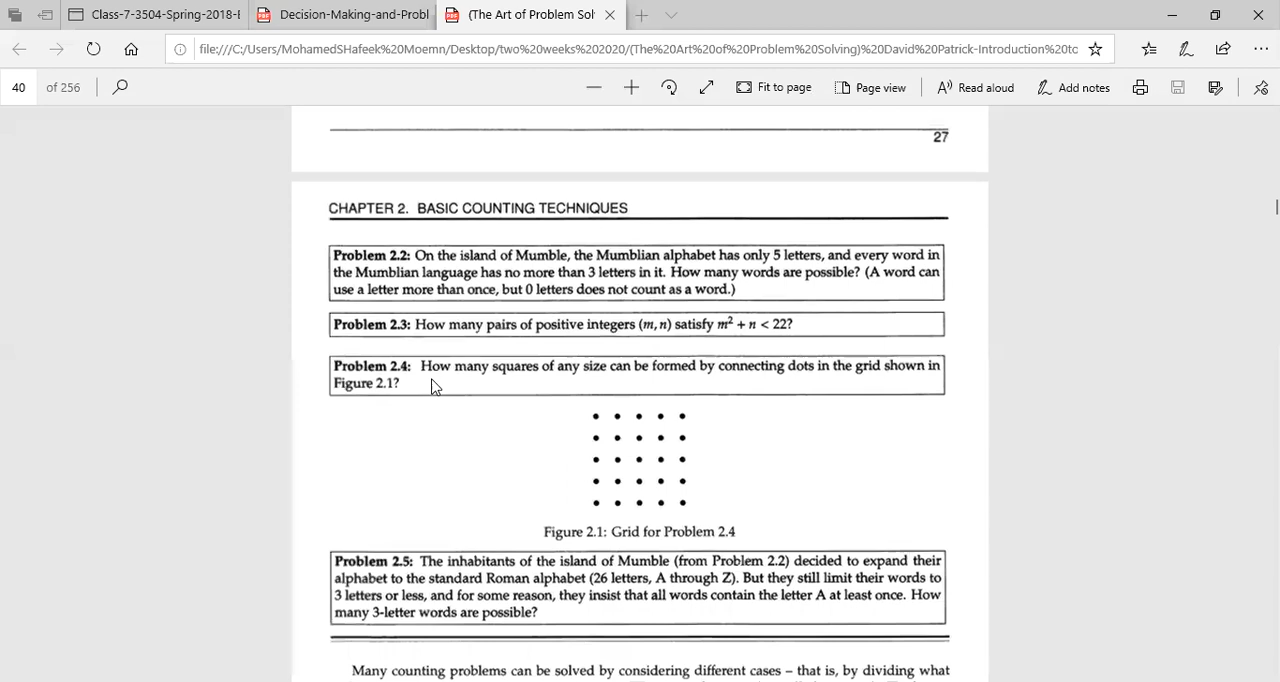 Class-7-3504-Spring-2018-I
Decision-Making-and-Probl
(The Art of Problem Sol
file:///C:/Users/MohamedSHafeek%20Moemn/Desktop/two%20weeks%202020/(The%20Art%20of%20Problem%20Solving)%20David%20Patrick-Introduction%20tc
40 of 256
Fit to page
Page view
Read aloud
Add notes
27
CHAPTER 2. BASIC COUNTING TECHNIQUES
Problem 2.2: On the island of Mumble, the Mumblian alphabet has only 5 letters, and every word in
the Mumblian language has no more than 3 letters in it. How many words are possible? (A word can
use a letter more than once, but 0 letters does not count as a word.)
Problem 2.3: How many pairs of positive integers (m, n) satisfy m² + n < 22?
Problem 2.4: How many squares of any size can be formed by connecting dots in the grid shown in
Figure 2.1?
Figure 2.1: Grid for Problem 2.4
Problem 2.5: The inhabitants of the island of Mumble (from Problem 2.2) decided to expand their
alphabet to the standard Roman alphabet (26 letters, A through Z). But they still limit their words to
3 letters or less, and for some reason, they insist that all words contain the letter A at least once. How
many 3-letter words are possible?
Many counting problems can be solved by considering different cases – that is, by dividing what